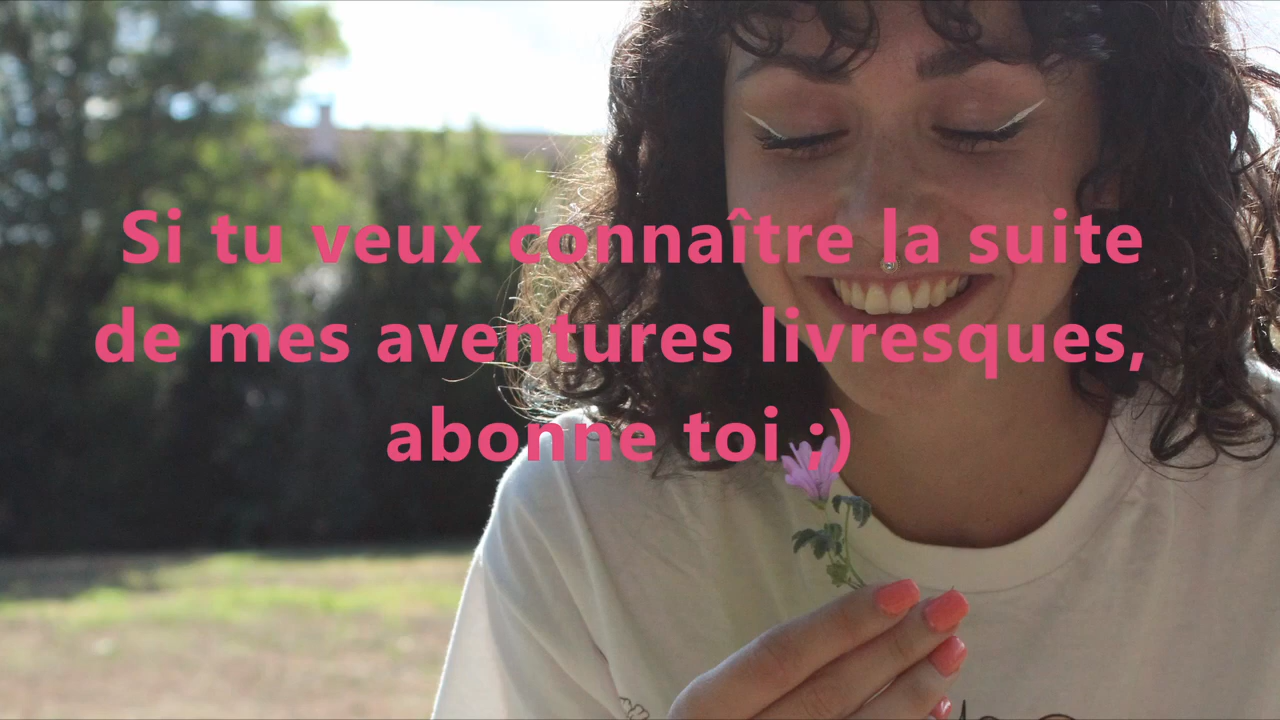 Si tu veux connaître la suite
de mes aventures livresques,
abonne toi ;)